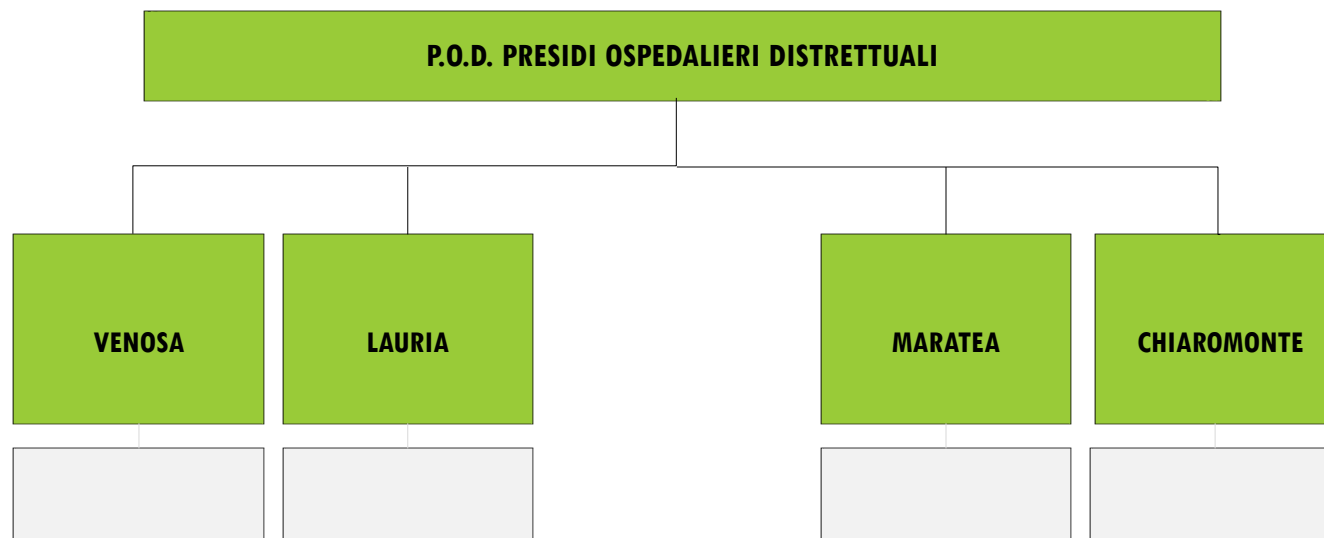 P.O.D. PRESIDI OSPEDALIERI DISTRETTUALI
VENOSA
LAURIA
MARATEA
CHIAROMONTE